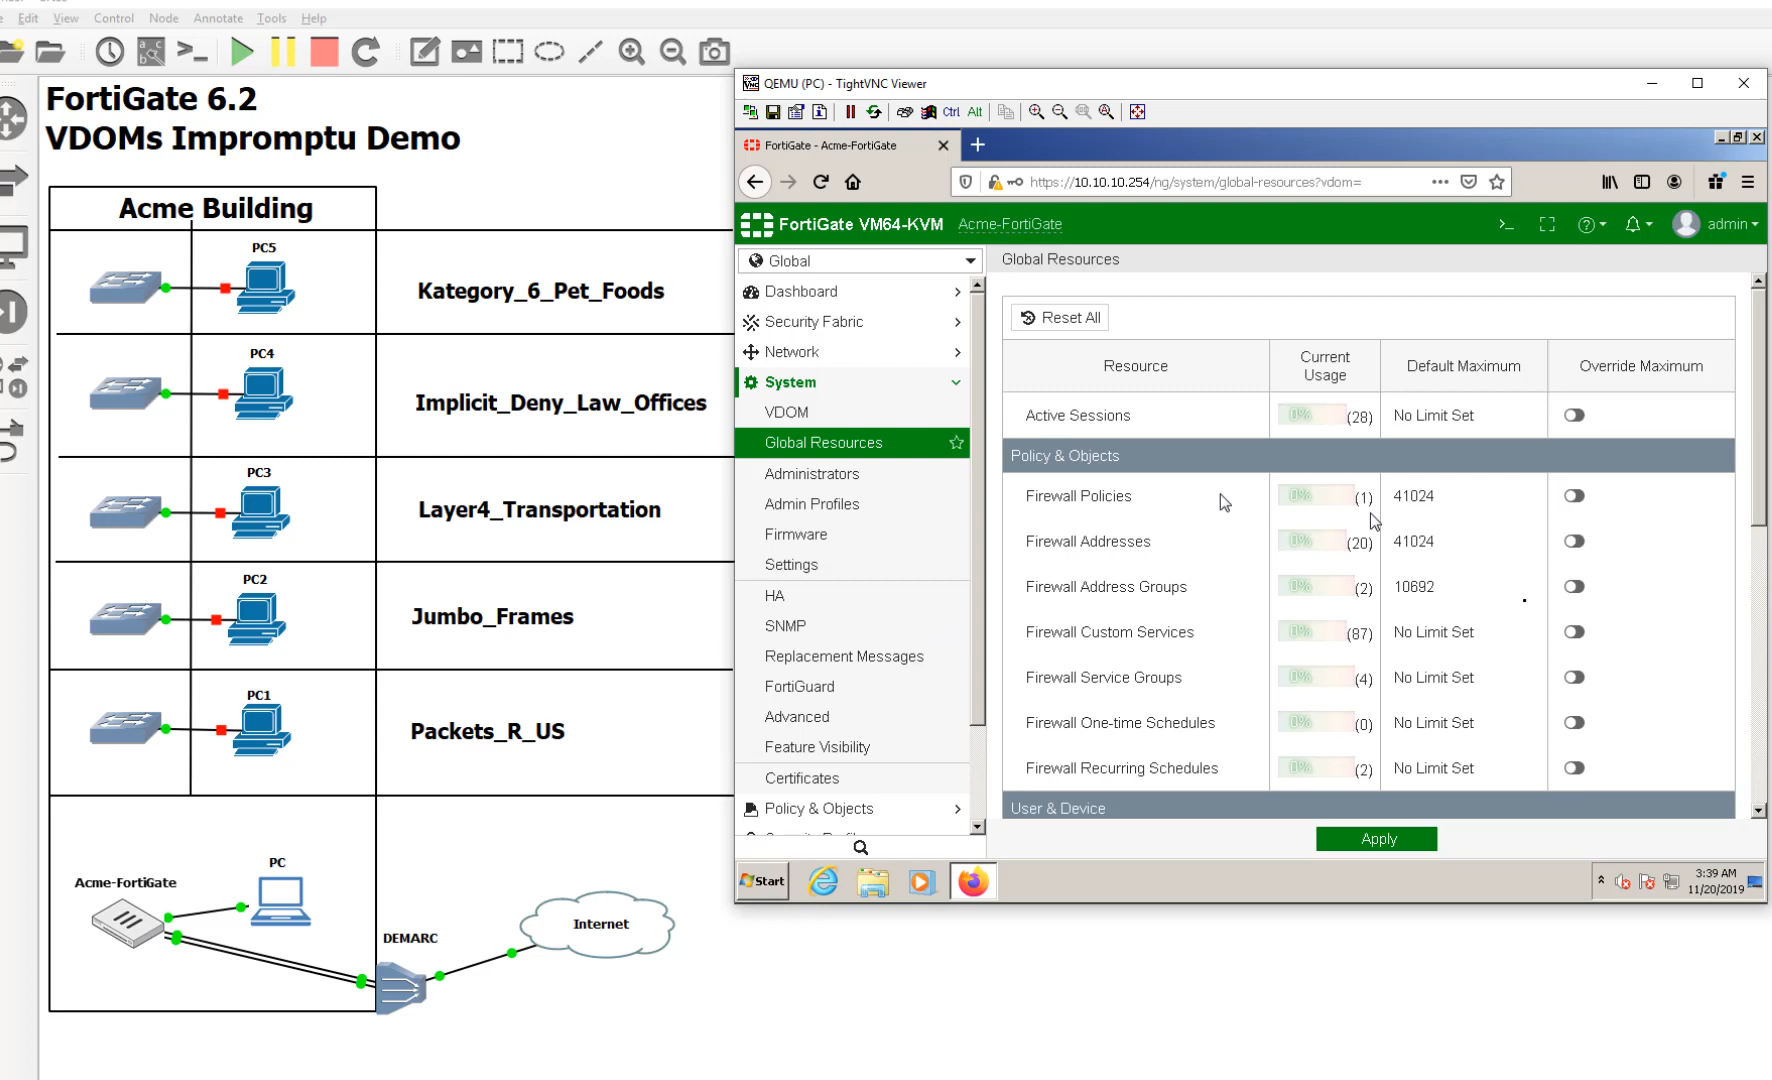 Edit View Control Node Annotate Tools Help
FortiGate 6.2
VDOMs Impromptu Demo
Acme Building
PC5
Kategory_6_Pet_Foods
PC4
Implicit_Deny_Law_Offices
PC3
Layer4_Transportation
PC2
Jumbo_Frames
PC1
Packets_R_US
Acme-FortiGate
PC
DEMARC
Internet
QEMU (PC) - TightVNC Viewer
Ctrl Alt
FortiGate - Acme-FortiGate
https://10.10.10.254/ng/system/global-resources?vdom=
FortiGate VM64-KVM Acme-FortiGate
admin
Global
Dashboard
Security Fabric
Network
System
VDOM
Global Resources
Administrators
Admin Profiles
Firmware
Settings
HA
SNMP
Replacement Messages
FortiGuard
Advanced
Feature Visibility
Certificates
Policy & Objects
Global Resources
Reset All
Resource Current Usage Default Maximum Override Maximum
Active Sessions 0% (28) No Limit Set
Policy & Objects
Firewall Policies 0% (1) 41024
Firewall Addresses 0% (20) 41024
Firewall Address Groups 0% (2) 10692
Firewall Custom Services 0% (87) No Limit Set
Firewall Service Groups 0% (4) No Limit Set
Firewall One-time Schedules 0% (0) No Limit Set
Firewall Recurring Schedules 0% (2) No Limit Set
User & Device
Apply
Start
3:39 AM
11/20/2019